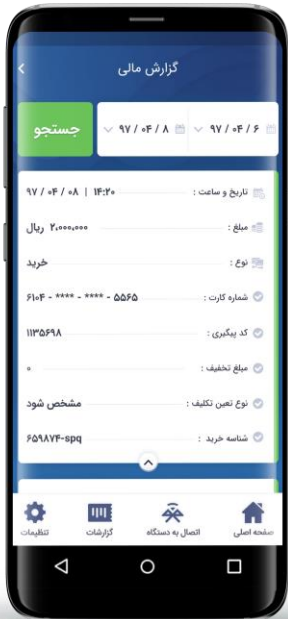 گزارش مالی
۹۷ / ۰۴ / ۶ ۹۷ / ۰۴ / ۸ جستجو
تاریخ و ساعت : ۹۷ / ۰۴ / ۰۸ | ۱۴:۲۰
مبلغ : ۲،۰۰۰،۰۰۰ ریال
نوع : خرید
شماره کارت : ۶۱۰۴ - **** - **** - ۵۵۶۵
کد پیگیری : ۱۱۳۵۶۹۸
مبلغ تخفیف : ۰
نوع تعین تکلیف : مشخص شود
شناسه خرید : ۶۵۹۸۷۴-spq
صفحه اصلی اتصال به دستگاه گزارشات تنظیمات